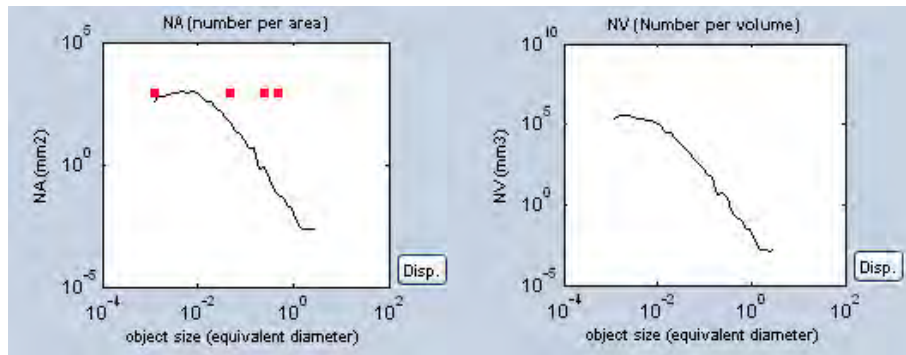 NA (number per area)
10^5
10^0
10^-5
NA (mm2)
10^-4
10^-2
10^0
10^2
object size (equivalent diameter)
Disp.
NV (Number per volume)
10^10
10^5
10^0
10^-5
NV (mm3)
10^-4
10^-2
10^0
10^2
object size (equivalent diameter)
Disp.